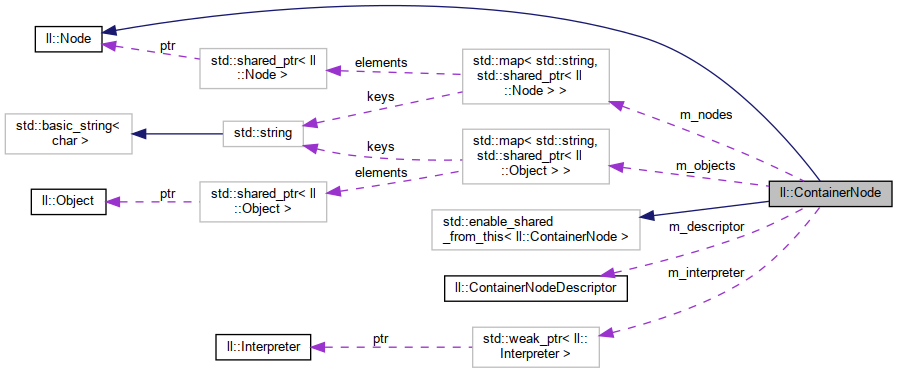 ll::Node
ptr
std::shared_ptr< ll
::Node >
elements
std::map< std::string,
std::shared_ptr< ll
::Node > >
keys
m_nodes
std::basic_string<
char >
std::string
keys
std::map< std::string,
std::shared_ptr< ll
::Object > >
m_objects
elements
ll::Object
ptr
std::shared_ptr< ll
::Object >
ll::ContainerNode
std::enable_shared
_from_this< ll::ContainerNode >
m_descriptor
m_interpreter
ll::ContainerNodeDescriptor
ll::Interpreter
ptr
std::weak_ptr< ll::
Interpreter >